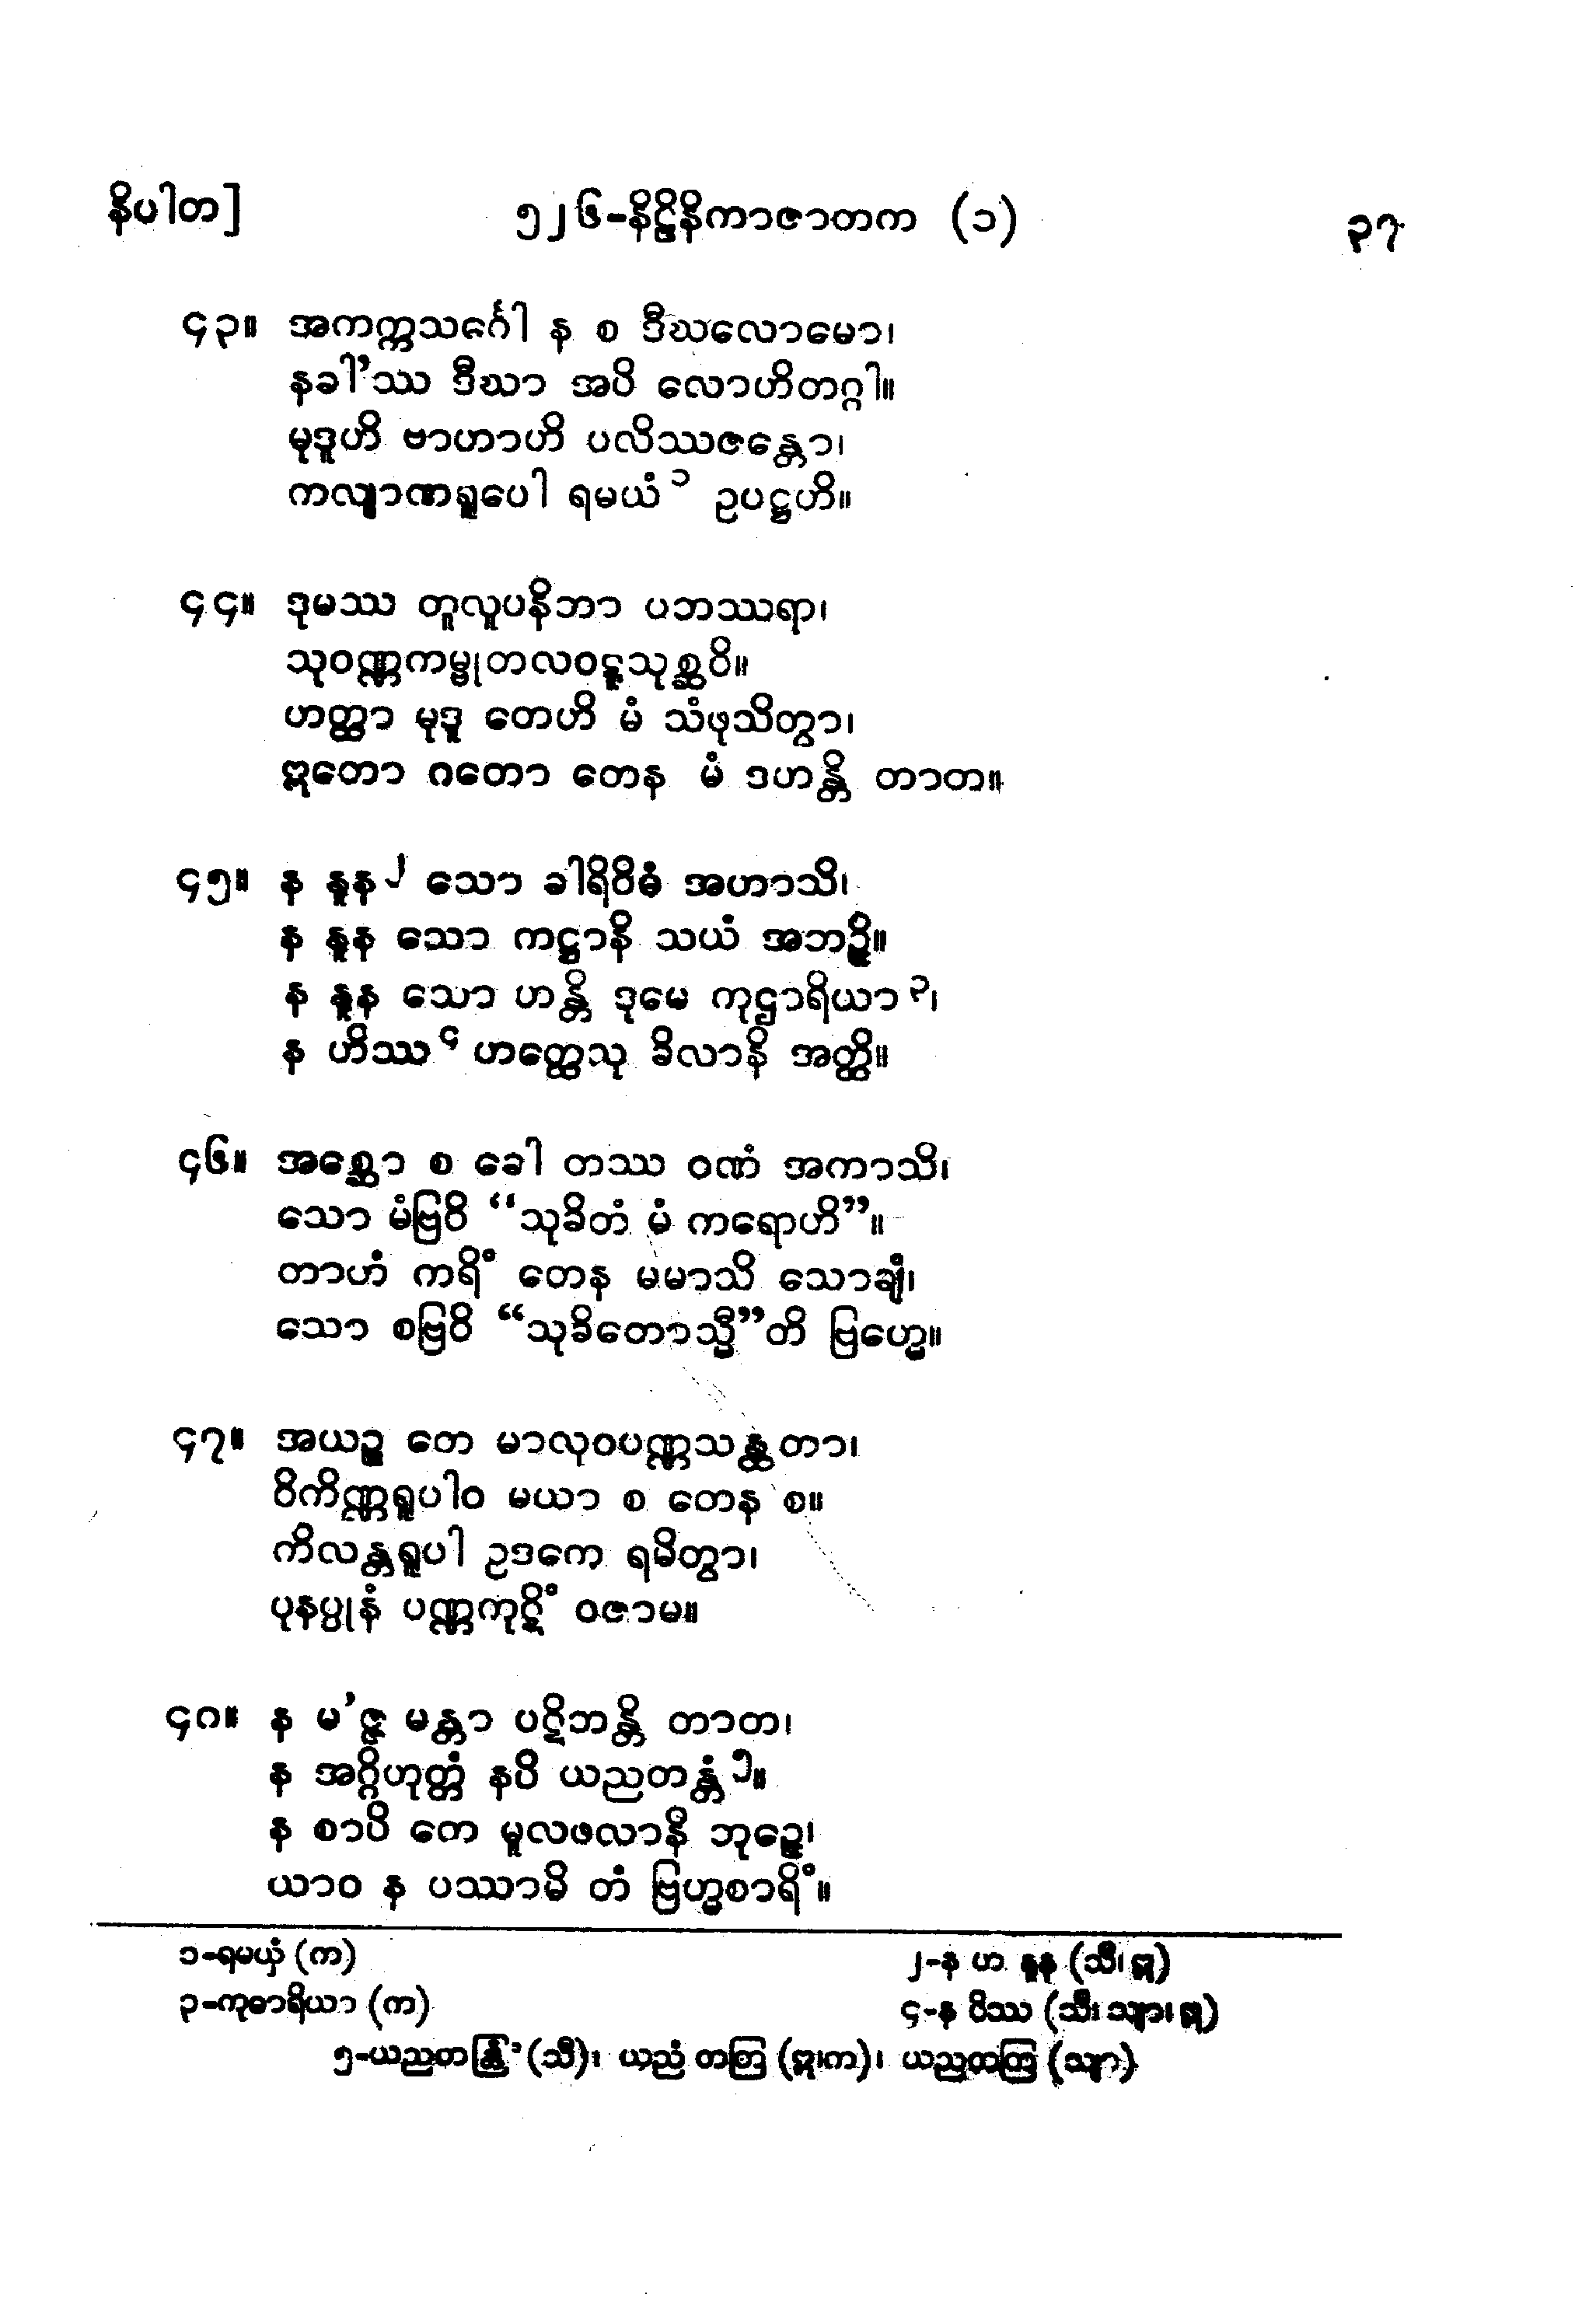 နိပါတ]
၅၂၆-နိဠိနိကာဇာတက (၁)
၃၇
၄၃။ အကက္ကသင်္ဂေါ န စ ဒီဃလောမော၊
နခါ’ဿ ဒီဃာ အပိ လောဟိတဂ္ဂါ။
မုဒူဟိ ဗာဟာဟိ ပလိဿဇန္တော၊
ကလျာဏရူပေါ ရမယံ ၁ ဥပဋ္ဌဟိ။
၄၄။ ဒုမဿ တူလူပနိဘာ ပဘဿရာ၊
သုဝဏ္ဏကမ္ဗုတလဝဋ္ဋသုစ္ဆဝိ။
ဟတ္ထာ မုဒူ တေဟိ မံ သံဖုသိတွာ၊
ဣတော ဂတော တေန မံ ဒဟန္တိ တာတ။
၄၅။ န နူန ၂ သော ခါရိဝိဓံ အဟာသိ၊
န နူန သော ကဋ္ဌာနိ သယံ အဘဉ္ဇိ။
န နူန သော ဟန္တိ ဒုမေ ကုဌာရိယာ ၃၊
န ဟိဿ ၄ ဟတ္ထေသု ခိလာနိ အတ္ထိ။
၄၆။ အစ္ဆော စ ခေါ တဿ ဝဏံ အကာသိ၊
သော မံဗြဝိ “သုခိတံ မံ ကရောဟိ”။
တာဟံ ကရိံ တေန မမာသိ သောချံ၊
သော စဗြဝိ “သုခိတောသ္မီ”တိ ဗြဟ္မေ။
၄၇။ အယဉ္စ တေ မာလုဝပဏ္ဏသန္ထတာ၊
ဝိကိဏ္ဏရူပါဝ မယာ စ တေန စ။
ကိလန္တရူပါ ဥဒကေ ရမိတွာ၊
ပုနပ္ပုနံ ပဏ္ဏကုဋိံ ဝဇာမ။
၄၈။ န မ’ဇ္ဇ မန္တာ ပဋိဘန္တိ တာတ၊
န အဂ္ဂိဟုတ္တံ နပိ ယညတန္တံ ၅။
န စာပိ တေ မူလဖလာနိ ဘုဉ္ဇေ၊
ယာဝ န ပဿာမိ တံ ဗြဟ္မစာရိံ။
၁-ရမယှံ (က)
၂-န ဟ နူန (သီ၊ ဣ)
၃-ကုဓာရိယာ (က)
၄-န ပိဿ (သီ၊ သျာ၊ ဣ)
၅-ယညတန္တြံ (သီ)၊ ယညံ တတြ (ဣ၊က)၊ ယညတတြ (သျာ)